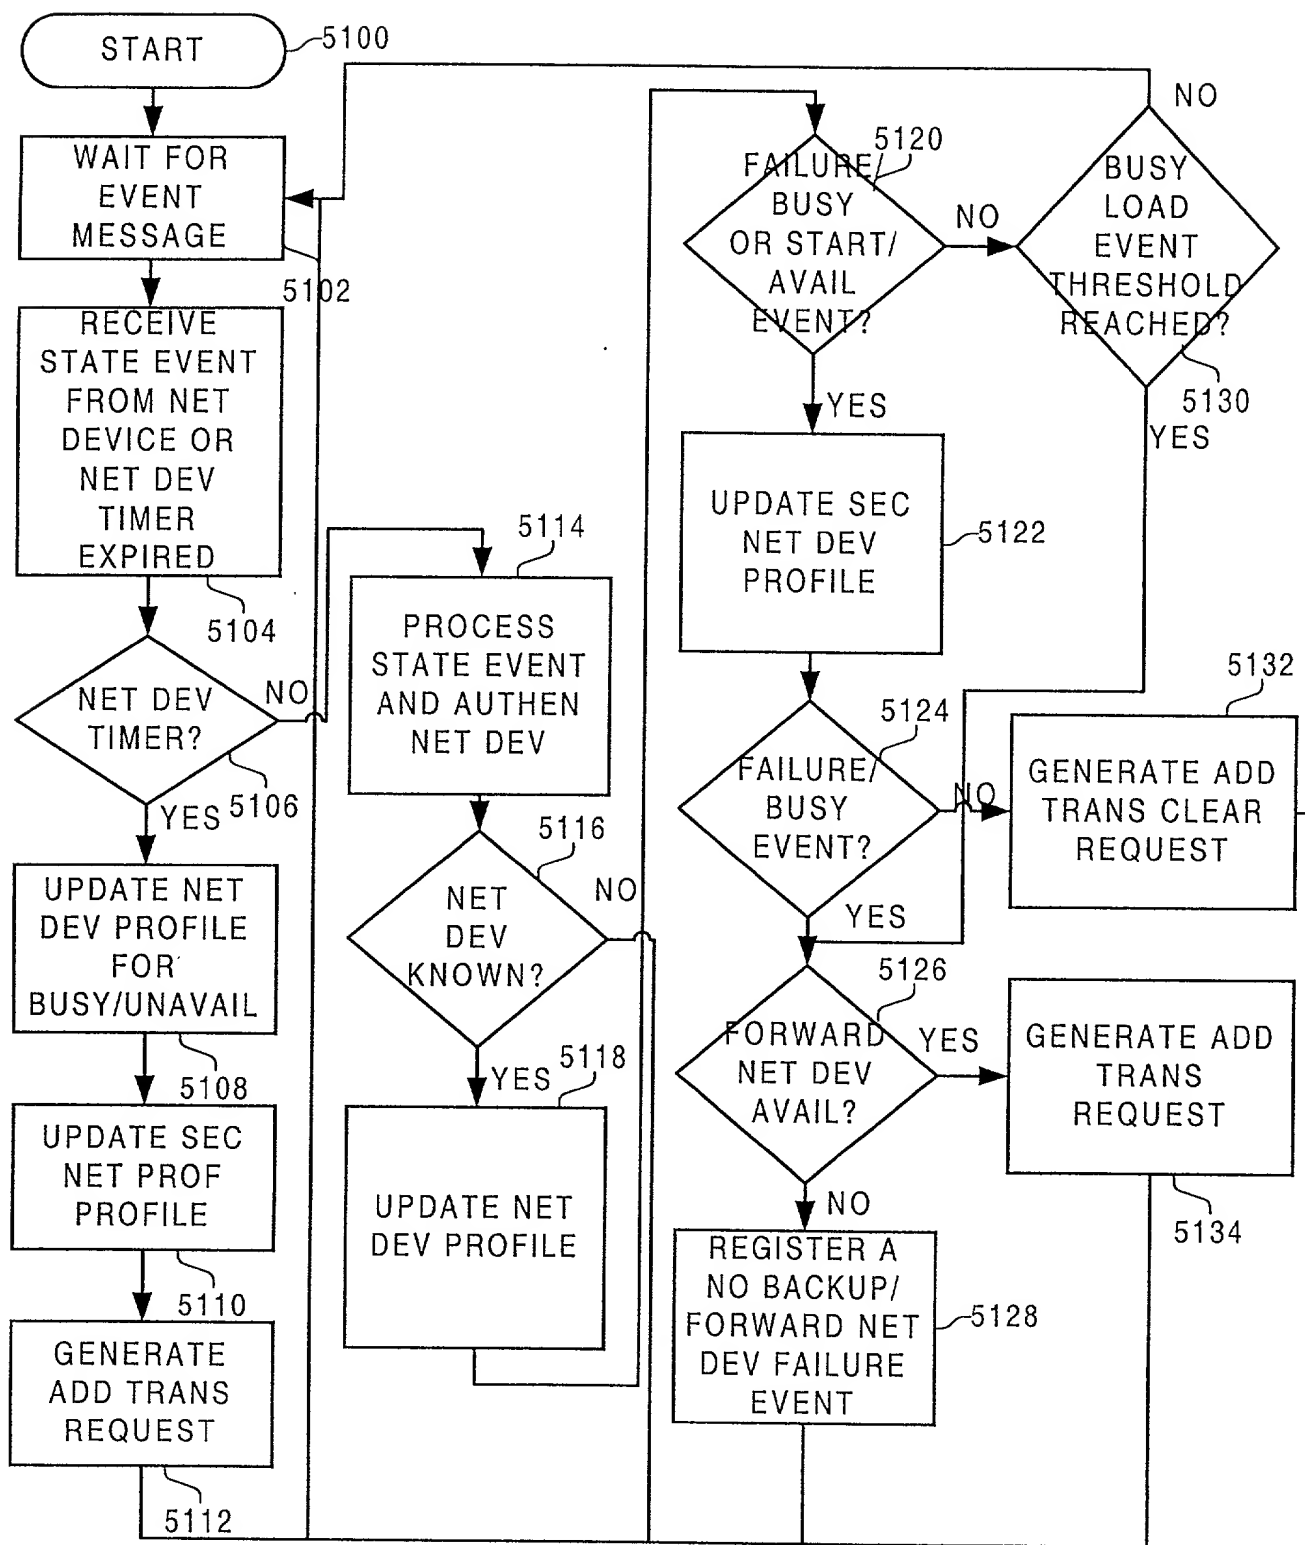 START
5100
WAIT FOR
EVENT
MESSAGE
5102
RECEIVE
STATE EVENT
FROM NET
DEVICE OR
NET DEV
TIMER
EXPIRED
5104
NET DEV
TIMER?
NO
5106
YES
UPDATE NET
DEV PROFILE
FOR
BUSY/UNAVAIL
5108
UPDATE SEC
NET PROF
PROFILE
5110
GENERATE
ADD TRANS
REQUEST
5112
5114
PROCESS
STATE EVENT
AND AUTHEN
NET DEV
5116
NET
DEV
KNOWN?
NO
YES
5118
UPDATE NET
DEV PROFILE
5120
FAILURE/
BUSY
OR START/
AVAIL
EVENT?
NO
YES
UPDATE SEC
NET DEV
PROFILE
5122
5124
FAILURE/
BUSY
EVENT?
NO
YES
5126
FORWARD
NET DEV
AVAIL?
YES
NO
REGISTER A
NO BACKUP/
FORWARD NET
DEV FAILURE
EVENT
5128
NO
BUSY
LOAD
EVENT
THRESHOLD
REACHED?
5130
YES
5132
GENERATE ADD
TRANS CLEAR
REQUEST
GENERATE ADD
TRANS
REQUEST
5134